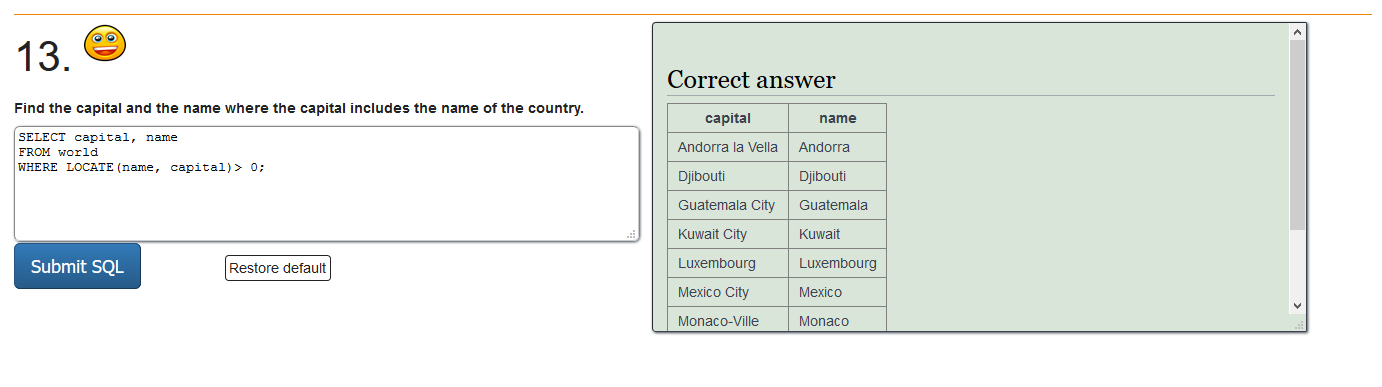 13.
Find the capital and the name where the capital includes the name of the country.
SELECT capital, name
FROM world
WHERE LOCATE(name, capital)> 0;
Submit SQL
Restore default
Correct answer
capital name
Andorra la Vella Andorra
Djibouti Djibouti
Guatemala City Guatemala
Kuwait City Kuwait
Luxembourg Luxembourg
Mexico City Mexico
Monaco-Ville Monaco